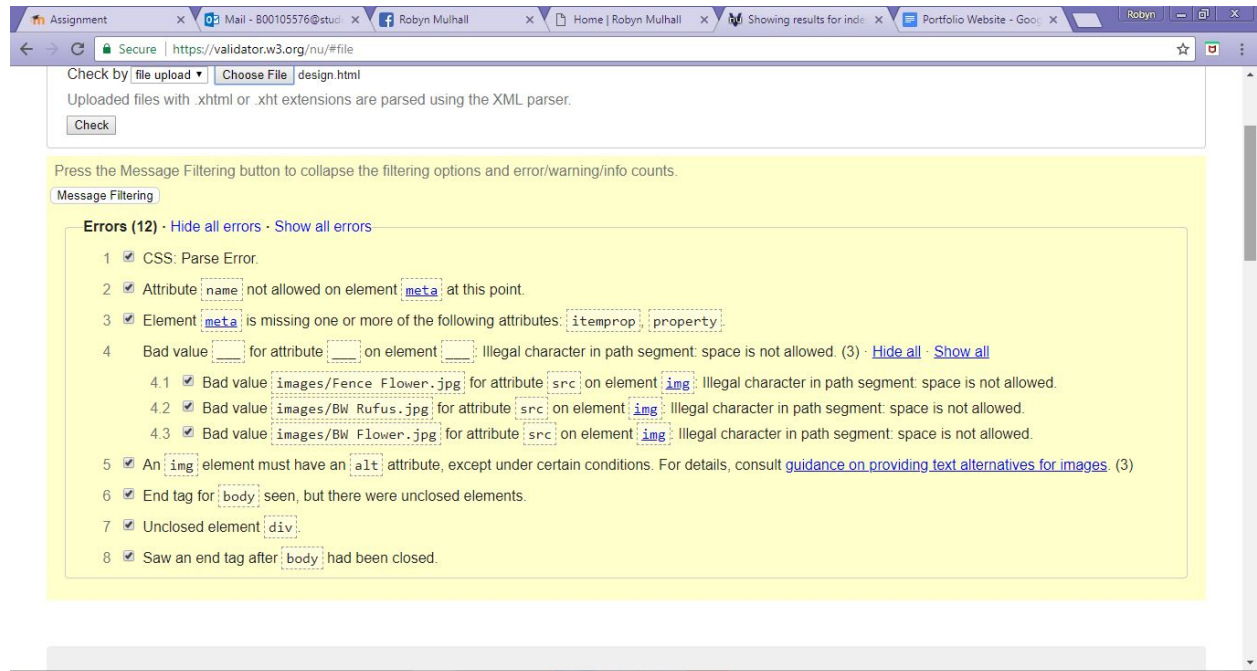 Assignment
Mail - B00105576@stud
Robyn Mulhall
Home | Robyn Mulhall
Showing results for inde
Portfolio Website - Goog
Robyn
Secure | https://validator.w3.org/nu/#file
Check by file upload Choose File design.html
Uploaded files with .xhtml or .xht extensions are parsed using the XML parser.
Check
Press the Message Filtering button to collapse the filtering options and error/warning/info counts.
Message Filtering
Errors (12) · Hide all errors · Show all errors
1 CSS: Parse Error.
2 Attribute name not allowed on element meta at this point.
3 Element meta is missing one or more of the following attributes: itemprop, property.
4 Bad value ___ for attribute ___ on element ___: Illegal character in path segment: space is not allowed. (3) · Hide all · Show all
4.1 Bad value images/Fence Flower.jpg for attribute src on element img: Illegal character in path segment: space is not allowed.
4.2 Bad value images/BW Rufus.jpg for attribute src on element img: Illegal character in path segment: space is not allowed.
4.3 Bad value images/BW Flower.jpg for attribute src on element img: Illegal character in path segment: space is not allowed.
5 An img element must have an alt attribute, except under certain conditions. For details, consult guidance on providing text alternatives for images. (3)
6 End tag for body seen, but there were unclosed elements.
7 Unclosed element div.
8 Saw an end tag after body had been closed.